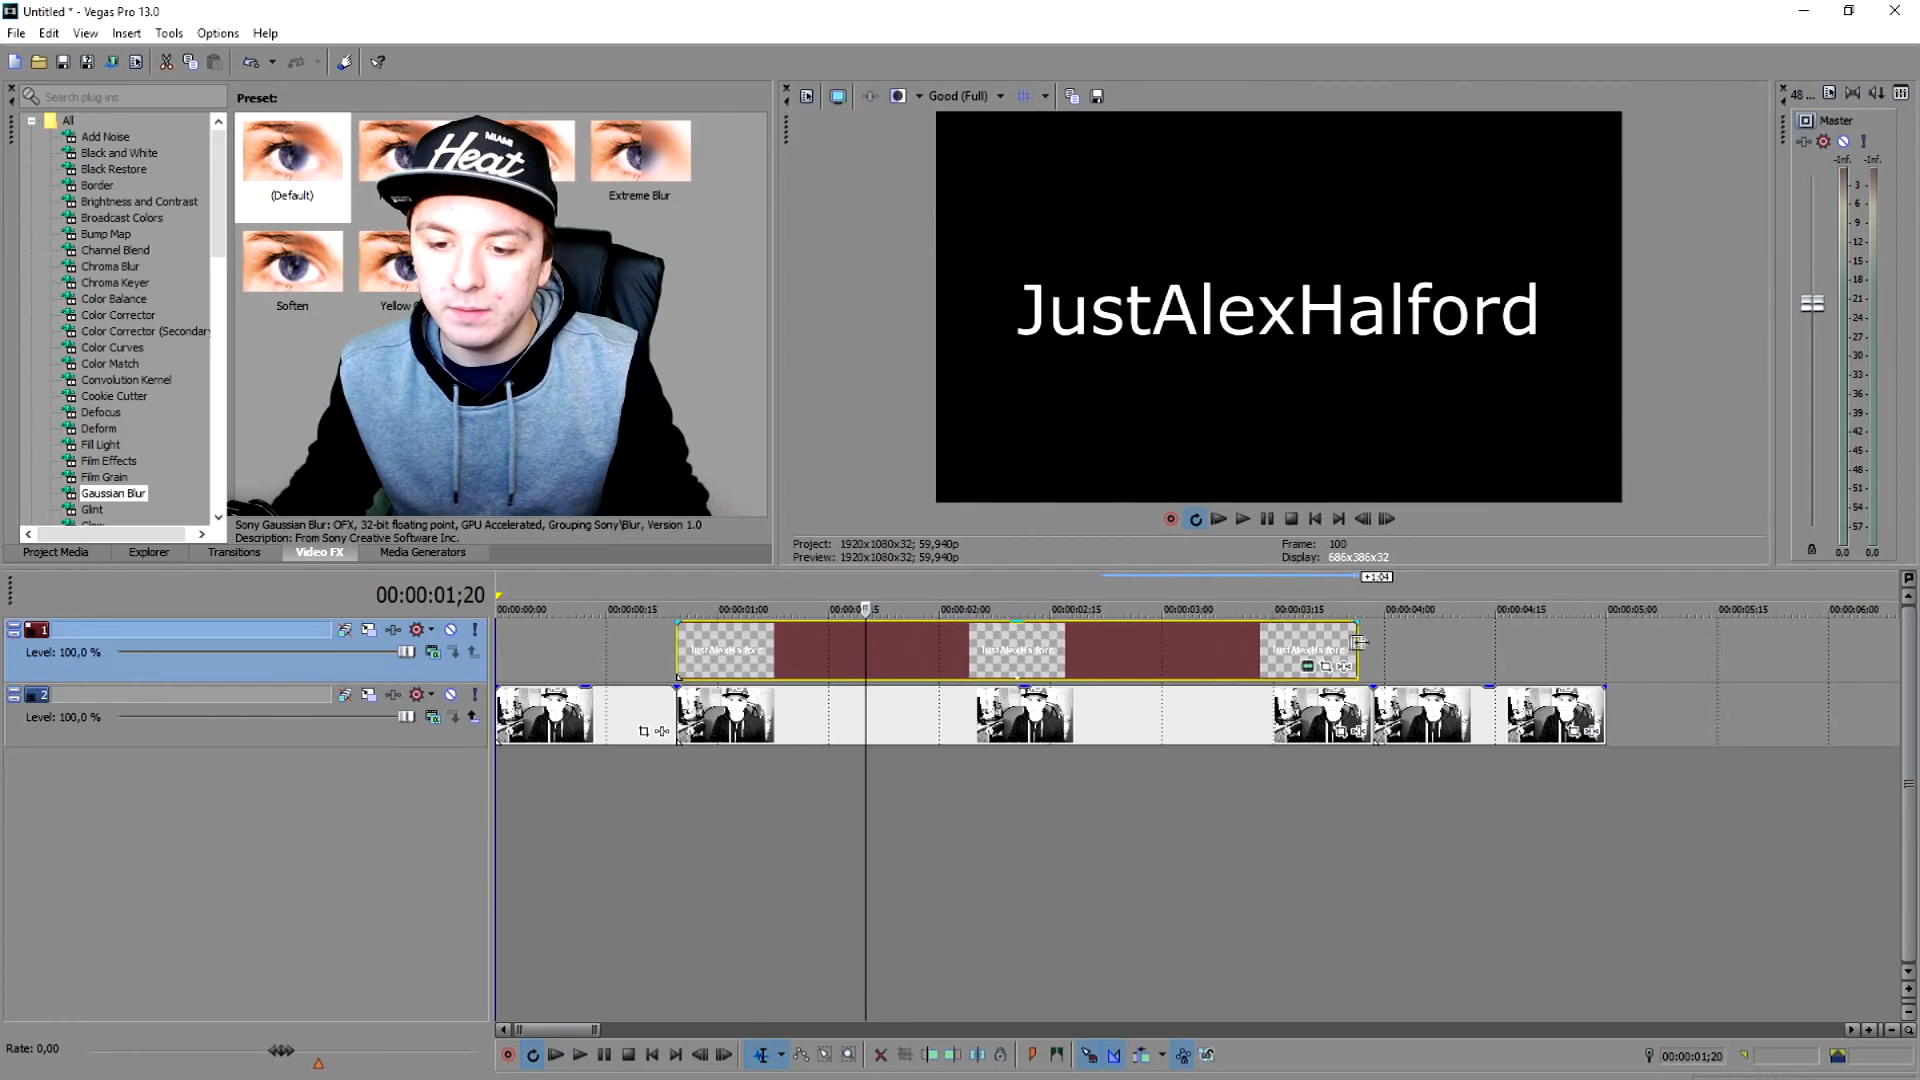 Untitled * - Vegas Pro 13.0
File Edit View Insert Tools Options Help
Search plug-ins
Preset:
All
Add Noise
Black and White
Black Restore
Border
Brightness and Contrast
Broadcast Colors
Bump Map
Channel Blend
Chroma Blur
Chroma Keyer
Color Balance
Color Corrector
Color Corrector (Secondary
Color Curves
Color Match
Convolution Kernel
Cookie Cutter
Defocus
Deform
Fill Light
Film Effects
Film Grain
Gaussian Blur
Glint
(Default)
Extreme Blur
Soften
Yellow
MIAMI
Heat
Sony Gaussian Blur: OFX, 32-bit floating point, GPU Accelerated, Grouping Sony\Blur, Version 1.0
Description: From Sony Creative Software Inc.
Project Media Explorer Transitions Video FX Media Generators
Good (Full)
JustAlexHalford
Project: 1920x1080x32; 59,940p
Preview: 1920x1080x32; 59,940p
Frame: 100
Display: 686x386x32
48 ...
Master
-Inf. -Inf.
3
6
9
12
15
18
21
24
27
30
33
36
39
42
45
48
51
54
57
0,0 0,0
00:00:01;20
+1:04
00:00:00;00 00:00:00;15 00:00:01;00 00:00:02:00 00:00:02;15 00:00:03;00 00:00:03;15 00:00:04;00 00:00:04;15 00:00:05;00 00:00:05;15 00:00:06;00
1
Level: 100,0 %
JustAlexHalford JustAlexHalford JustAlexHalford
2
Level: 100,0 %
Rate: 0,00
00:00:01;20